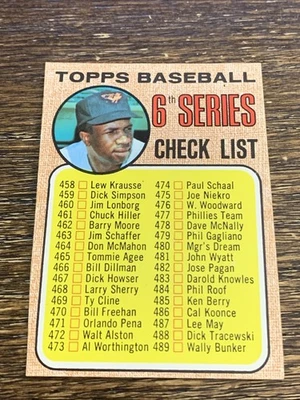 TOPPS BASEBALL
6th SERIES
CHECK LIST
458 Lew Krausse
459 Dick Simpson
460 Jim Lonborg
461 Chuck Hiller
462 Barry Moore
463 Jim Schaffer
464 Don McMahon
465 Tommie Agee
466 Bill Dillman
467 Dick Howser
468 Larry Sherry
469 Ty Cline
470 Bill Freehan
471 Orlando Pena
472 Walt Alston
473 Al Worthington
474 Paul Schaal
475 Joe Niekro
476 W. Woodward
477 Phillies Team
478 Dave McNally
479 Phil Gagliano
480 Mgr's Dream
481 John Wyatt
482 Jose Pagan
483 Darold Knowles
484 Phil Roof
485 Ken Berry
486 Cal Koonce
487 Lee May
488 Dick Tracewski
489 Wally Bunker